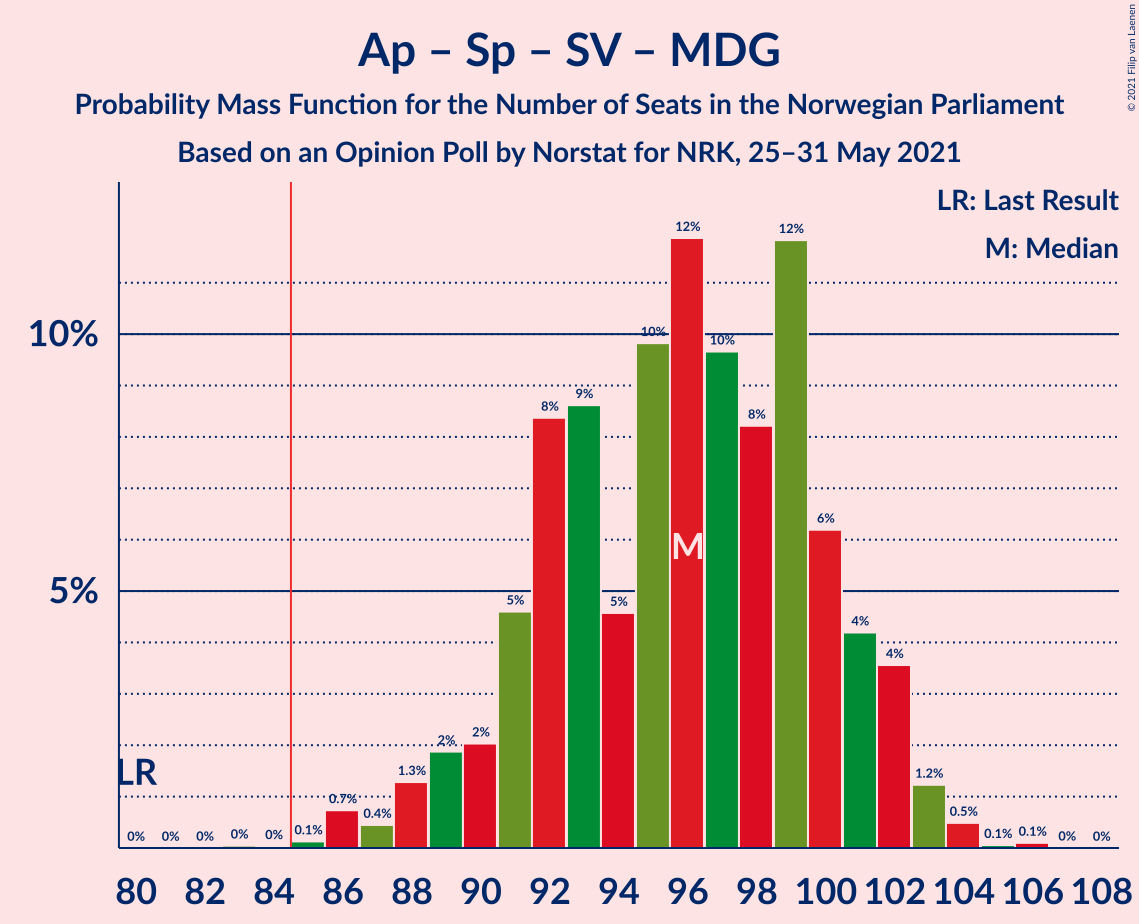 Ap – Sp – SV – MDG
Probability Mass Function for the Number of Seats in the Norwegian Parliament
Based on an Opinion Poll by Norstat for NRK, 25–31 May 2021
© 2021 Filip van Laenen
LR: Last Result
M: Median
10%
5%
LR
M
0% 0% 0% 0% 0% 0.1% 0.7% 0.4% 1.3% 2% 2% 5% 8% 9% 5% 10% 12% 10% 8% 12% 6% 4% 4% 1.2% 0.5% 0.1% 0.1% 0% 0%
80 82 84 86 88 90 92 94 96 98 100 102 104 106 108